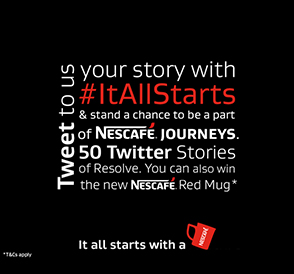 Tweet to us
your story with
#ItAllStarts
& stand a chance to be a part
of NESCAFÉ. JOURNEYS.
50 Twitter Stories
of Resolve. You can also win
the new NESCAFÉ. Red Mug*
It all starts with a
NESCAFÉ
*T&Cs apply